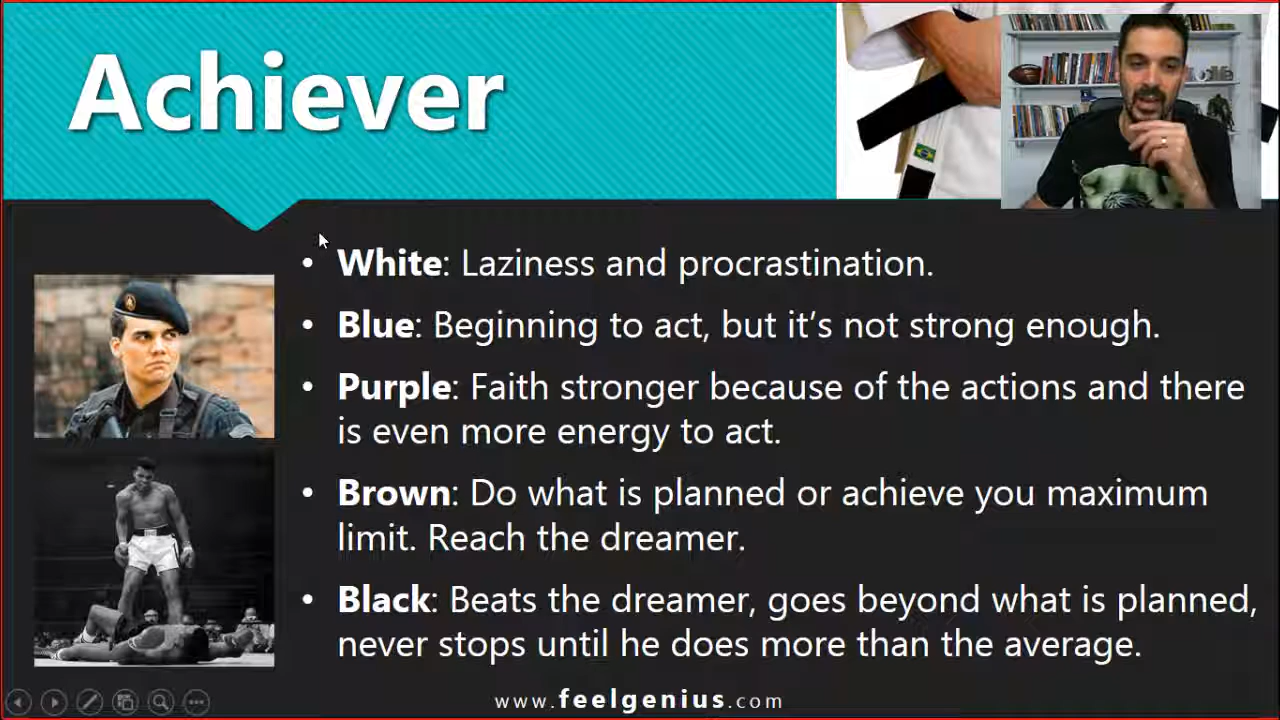 Achiever
• White: Laziness and procrastination.
• Blue: Beginning to act, but it’s not strong enough.
• Purple: Faith stronger because of the actions and there
is even more energy to act.
• Brown: Do what is planned or achieve you maximum
limit. Reach the dreamer.
• Black: Beats the dreamer, goes beyond what is planned,
never stops until he does more than the average.
www.feelgenius.com